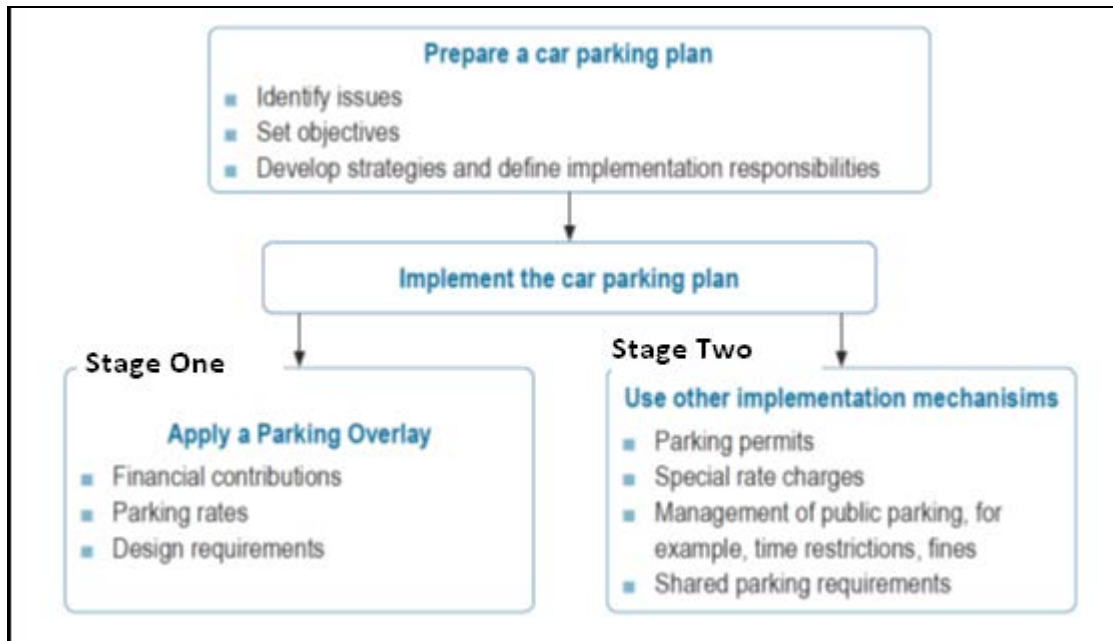 Prepare a car parking plan
Identify issues
Set objectives
Develop strategies and define implementation responsibilities
Implement the car parking plan
Stage One
Apply a Parking Overlay
Financial contributions
Parking rates
Design requirements
Stage Two
Use other implementation mechanisims
Parking permits
Special rate charges
Management of public parking, for
example, time restrictions, fines
Shared parking requirements